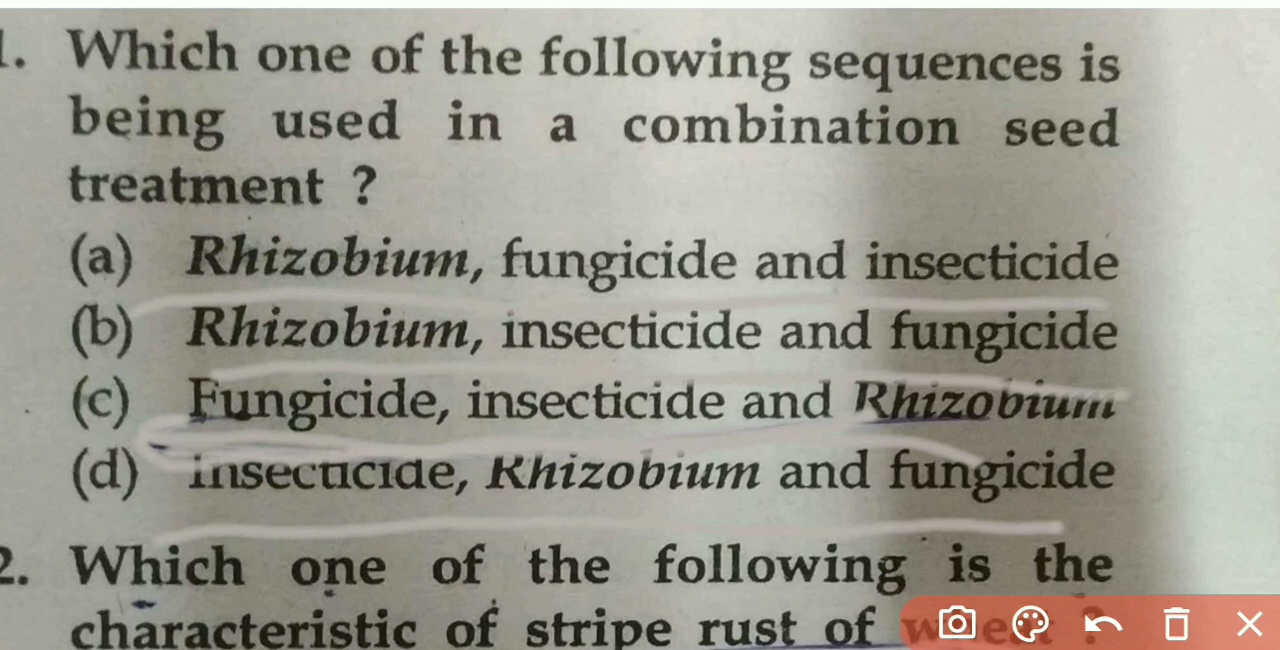 1. Which one of the following sequences is
being used in a combination seed
treatment ?
(a) Rhizobium, fungicide and insecticide
(b) Rhizobium, insecticide and fungicide
(c) Fungicide, insecticide and Rhizobium
(d) Insecticide, Rhizobium and fungicide
2. Which one of the following is the
characteristic of stripe rust of wheat ?